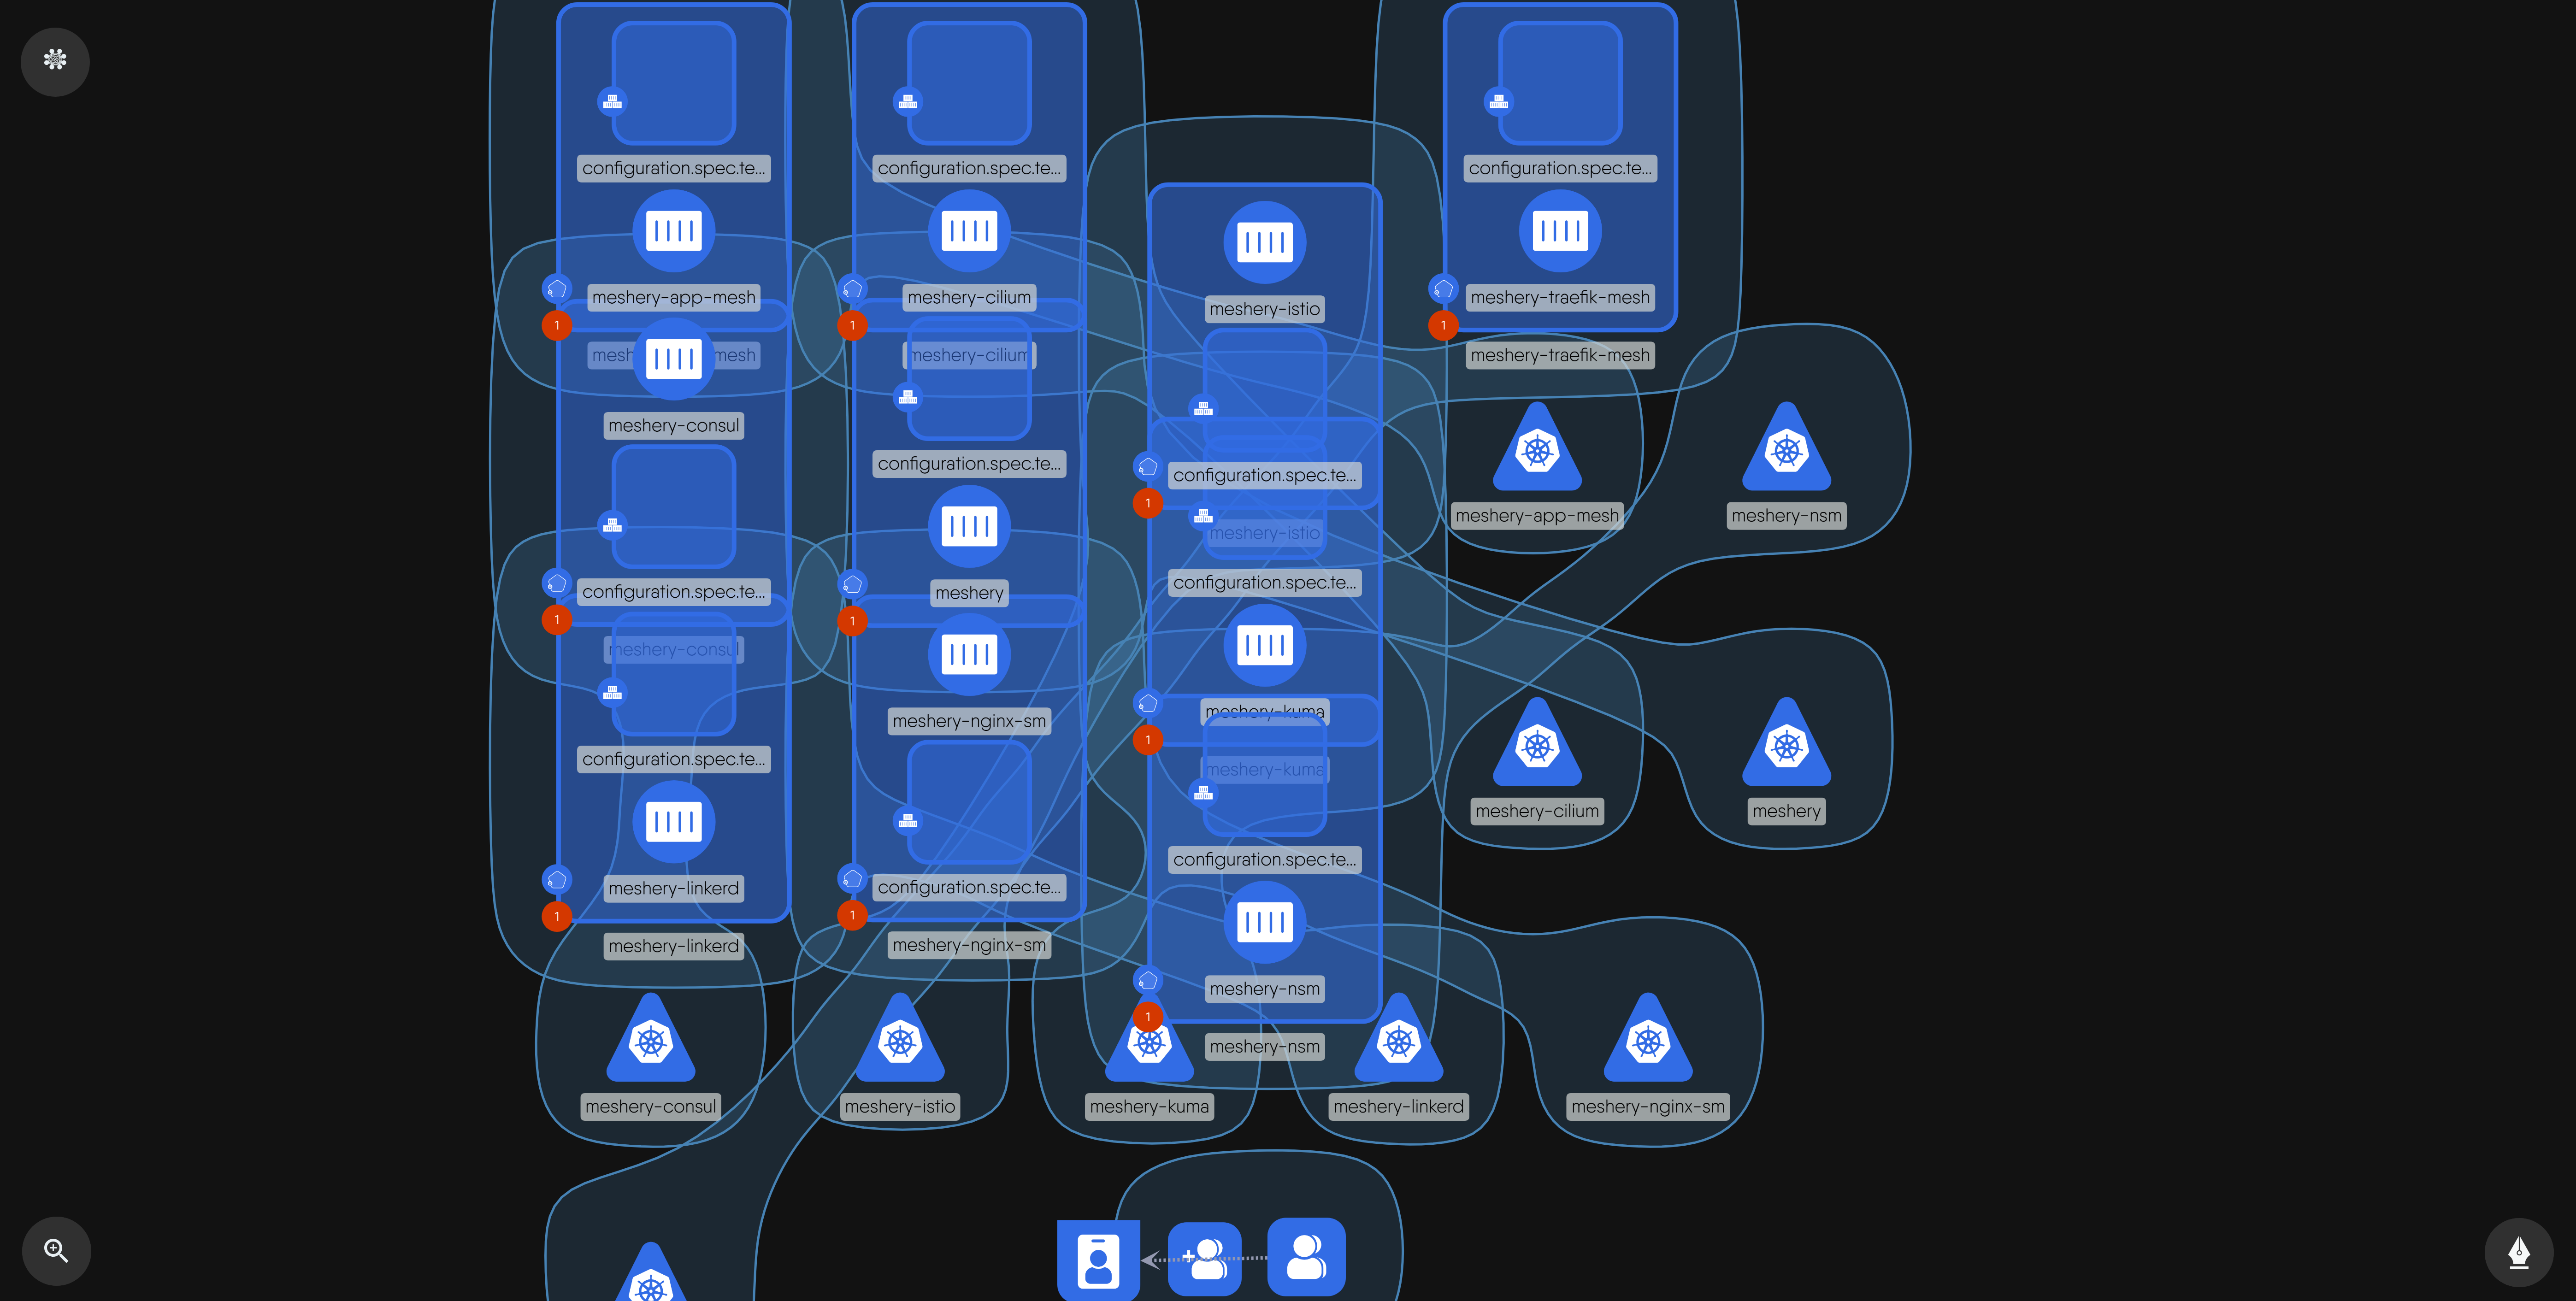 configuration.spec.te...
configuration.spec.te...
configuration.spec.te...
meshery-app-mesh
meshery-cilium
meshery-istio
meshery-traefik-mesh
1
1
1
mesh
mesh
meshery-cilium
meshery-traefik-mesh
meshery-consul
configuration.spec.te...
configuration.spec.te...
1
meshery-istio
meshery-app-mesh
meshery-nsm
configuration.spec.te...
meshery
configuration.spec.te...
1
1
meshery-consul
meshery-nginx-sm
meshery-kuma
1
configuration.spec.te...
meshery-kuma
meshery-cilium
meshery
configuration.spec.te...
meshery-linkerd
configuration.spec.te...
1
1
meshery-linkerd
meshery-nginx-sm
meshery-nsm
1
meshery-nsm
meshery-consul
meshery-istio
meshery-kuma
meshery-linkerd
meshery-nginx-sm